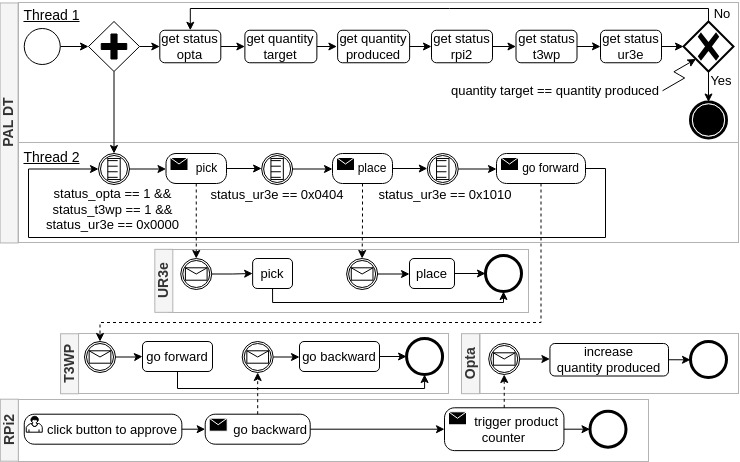 PAL DT
Thread 1
get status
opta
get quantity
target
get quantity
produced
get status
rpi2
get status
t3wp
get status
ur3e
No
Yes
quantity target == quantity produced
Thread 2
pick
place
go forward
status_opta == 1 &&
status_t3wp == 1 &&
status_ur3e == 0x0000
status_ur3e == 0x0404
status_ur3e == 0x1010
UR3e
pick
place
T3WP
go forward
go backward
Opta
increase
quantity produced
RPi2
click button to approve
go backward
trigger product
counter